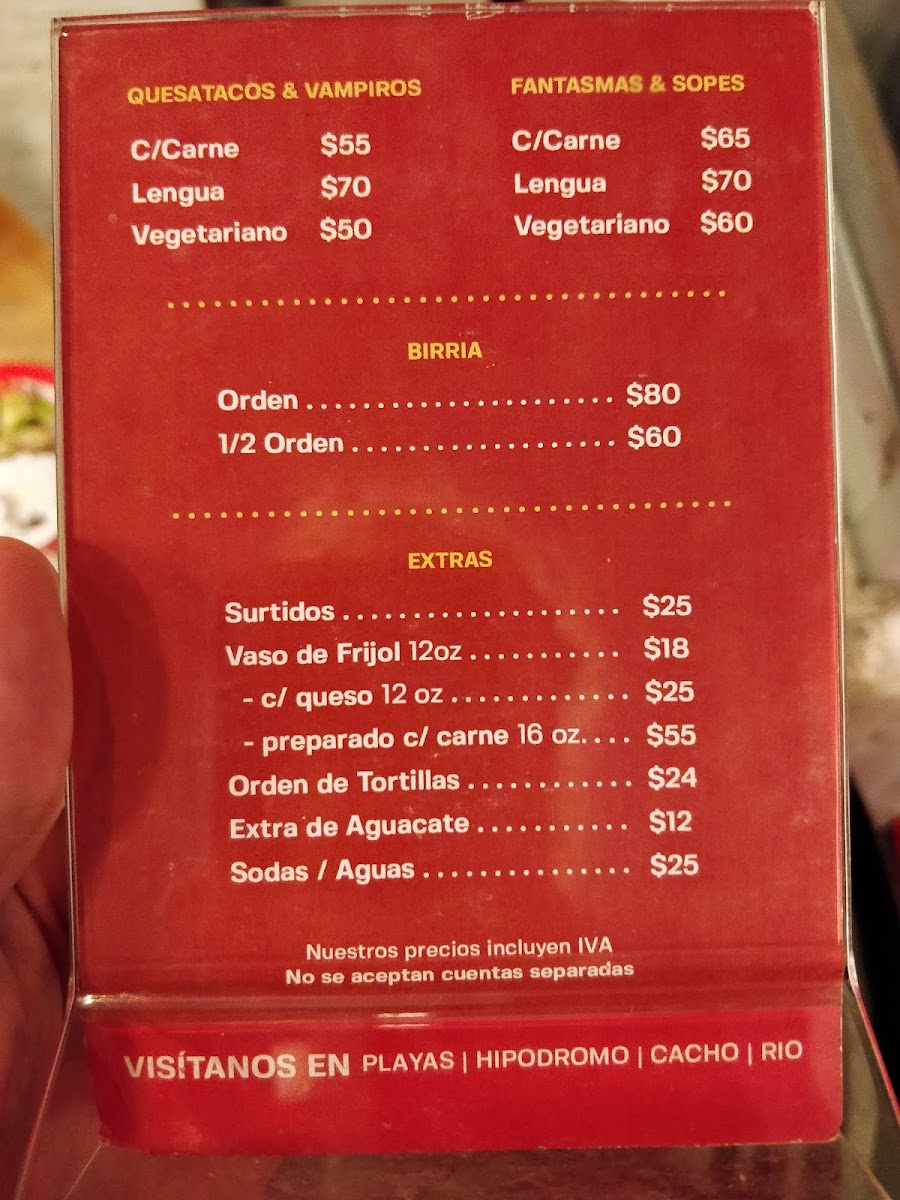 QUESATACOS & VAMPIROS
C/Carne $55
Lengua $70
Vegetariano $50
FANTASMAS & SOPES
C/Carne $65
Lengua $70
Vegetariano $60
BIRRIA
Orden ...................... $80
1/2 Orden ................... $60
EXTRAS
Surtidos .................... $25
Vaso de Frijol 12oz ........... $18
- c/ queso 12 oz ............. $25
- preparado c/ carne 16 oz.... $55
Orden de Tortillas ............ $24
Extra de Aguacate ........... $12
Sodas / Aguas ............... $25
Nuestros precios incluyen IVA
No se aceptan cuentas separadas
VISÍTANOS EN PLAYAS | HIPODROMO | CACHO | RIO